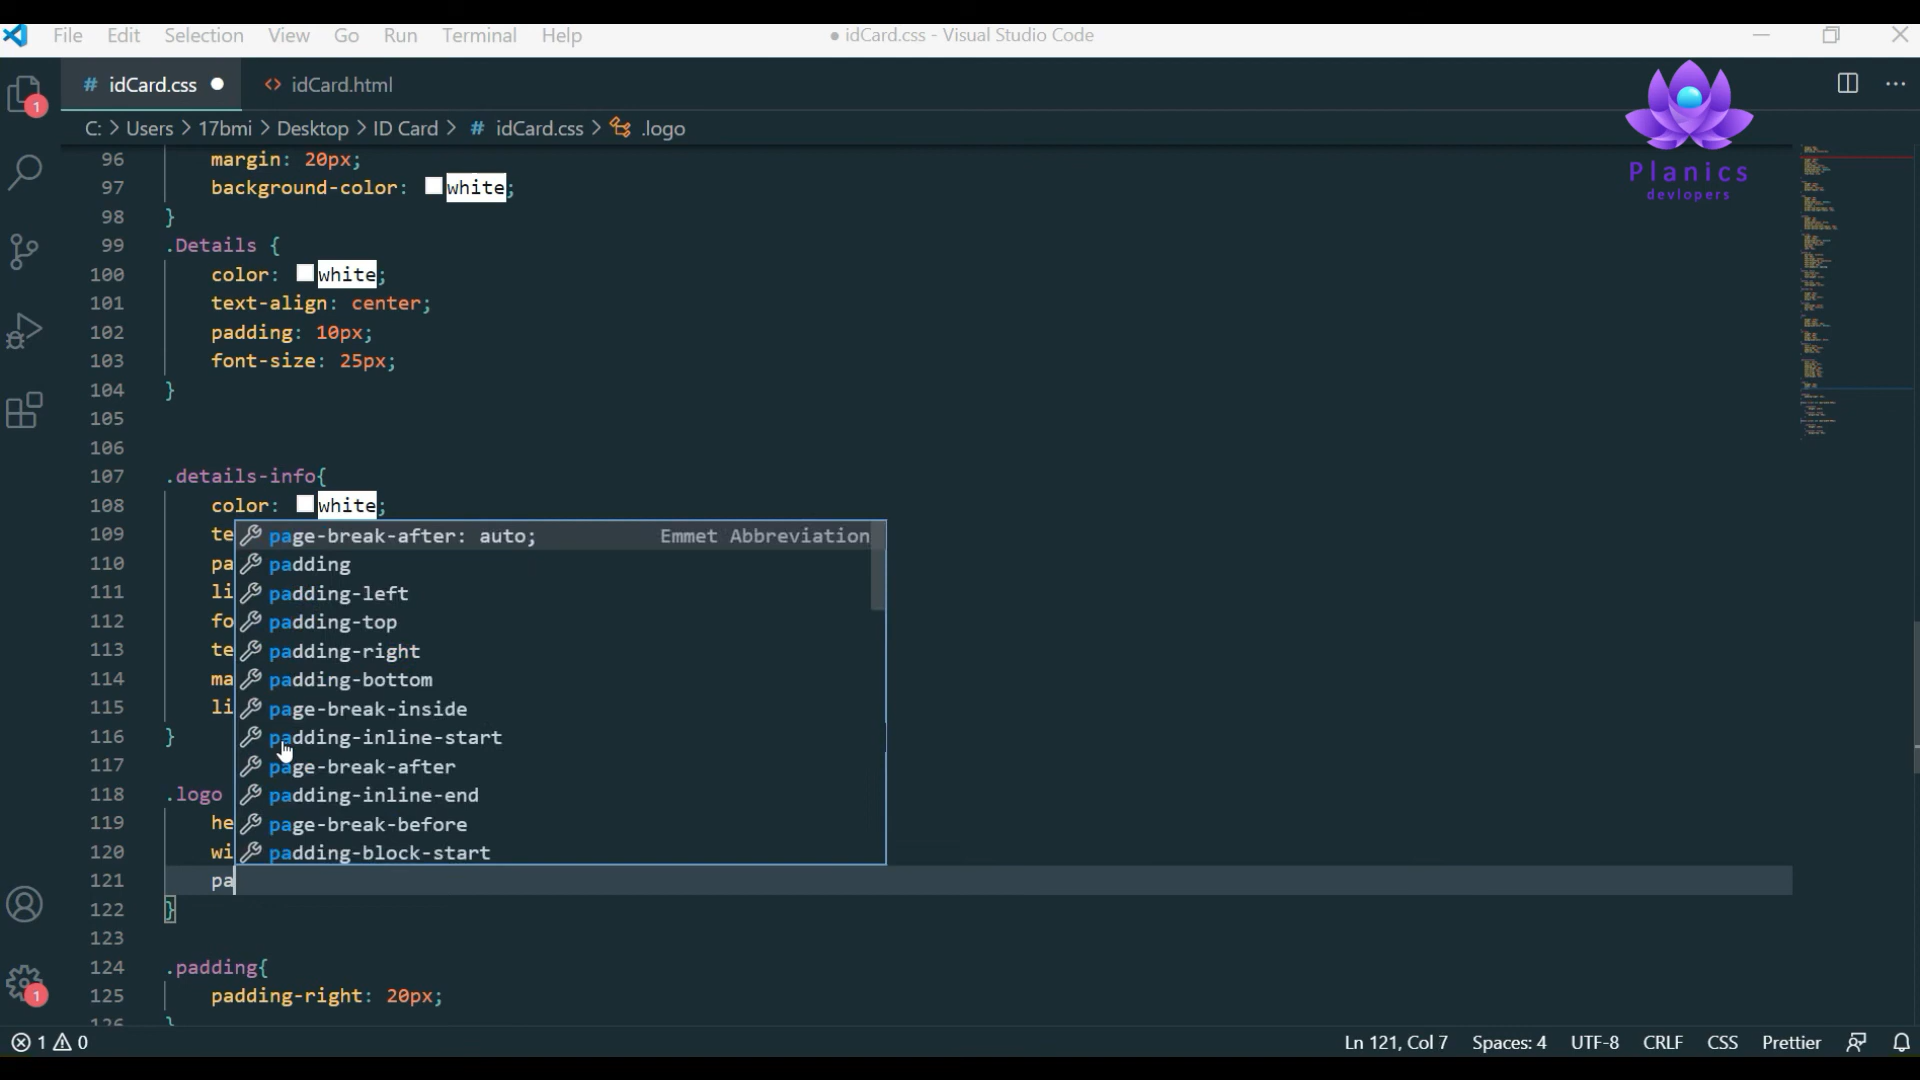 File Edit Selection View Go Run Terminal Help ● idCard.css - Visual Studio Code
# idCard.css ● <> idCard.html
C: > Users > 17bmi > Desktop > ID Card > # idCard.css > .logo
Planics
devlopers
96 margin: 20px;
97 background-color: white;
98 }
99 .Details {
100 color: white;
101 text-align: center;
102 padding: 10px;
103 font-size: 25px;
104 }
105
106
107 .details-info{
108 color: white;
109 te page-break-after: auto; Emmet Abbreviation
110 pa padding
111 li padding-left
112 fo padding-top
113 te padding-right
114 ma padding-bottom
115 li page-break-inside
116 } padding-inline-start
117 page-break-after
118 .logo padding-inline-end
119 he page-break-before
120 wi padding-block-start
121 pa
122 }
123
124 .padding{
125 padding-right: 20px;
126 }
1 0 Ln 121, Col 7 Spaces: 4 UTF-8 CRLF CSS Prettier
1
1